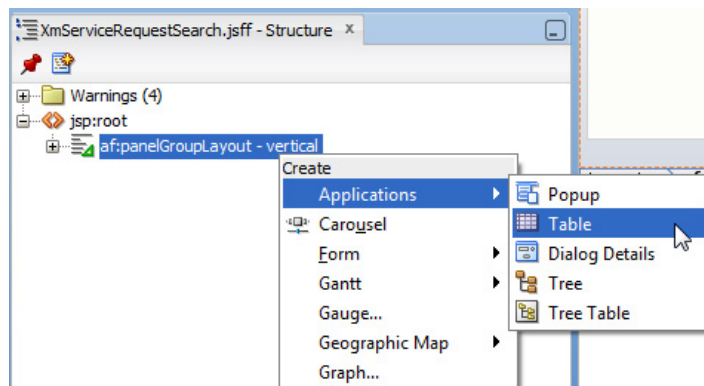 XmServiceRequestSearch.jsff - Structure x
Warnings (4)
jsp:root
af:panelGroupLayout - vertical
Create
Applications
Carousel
Form
Gantt
Gauge...
Geographic Map
Graph...
Popup
Table
Dialog Details
Tree
Tree Table